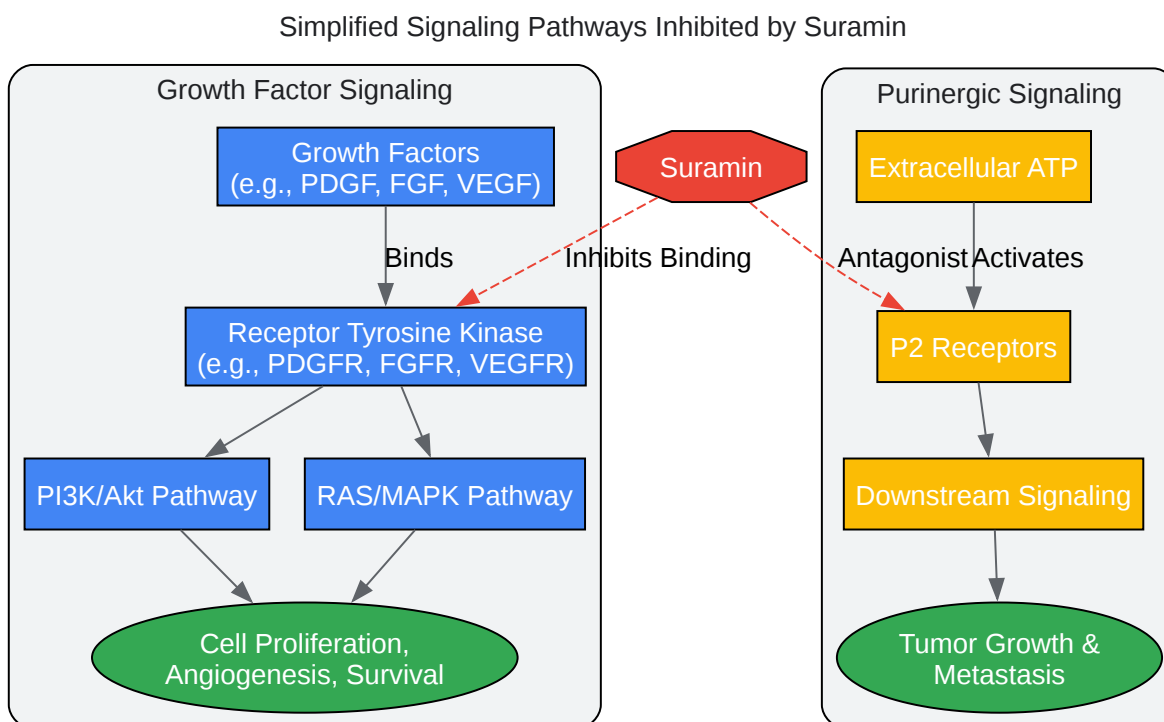 Simplified Signaling Pathways Inhibited by Suramin
Growth Factor Signaling
Growth Factors
(e.g., PDGF, FGF, VEGF)
Binds
Receptor Tyrosine Kinase
(e.g., PDGFR, FGFR, VEGFR)
PI3K/Akt Pathway
RAS/MAPK Pathway
Cell Proliferation,
Angiogenesis, Survival
Suramin
Inhibits Binding
Antagonist
Purinergic Signaling
Extracellular ATP
Activates
P2 Receptors
Downstream Signaling
Tumor Growth &
Metastasis